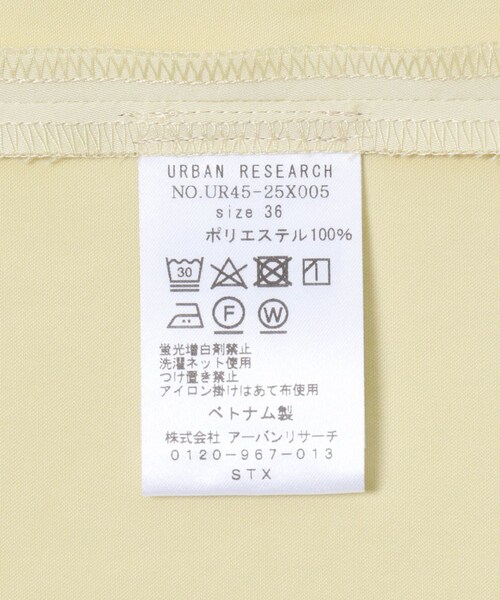 URBAN RESEARCH
NO.UR45-25X005
size 36
ポリエステル100%
30
F W
蛍光増白剤禁止
洗濯ネット使用
つけ置き禁止
アイロン掛けはあて布使用
ベトナム製
株式会社 アーバンリサーチ
0120-967-013
STX